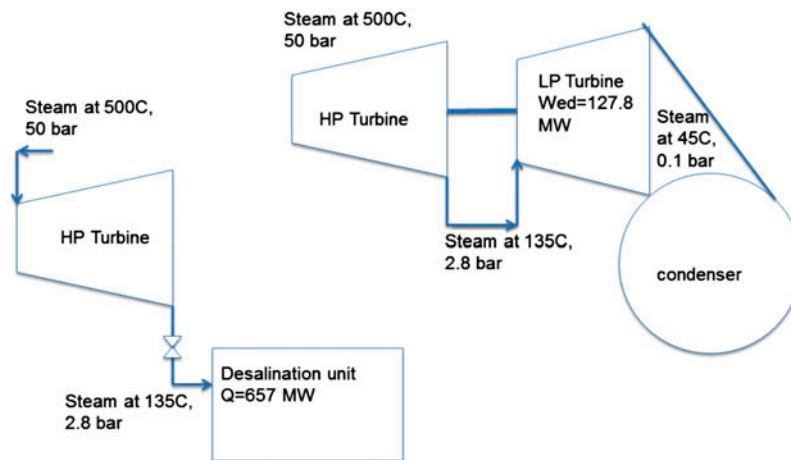 Steam at 500C,
50 bar
HP Turbine
Steam at 135C,
2.8 bar
Desalination unit
Q=657 MW
Steam at 500C,
50 bar
HP Turbine
Steam at 135C,
2.8 bar
LP Turbine
Wed=127.8
MW
Steam
at 45C,
0.1 bar
condenser